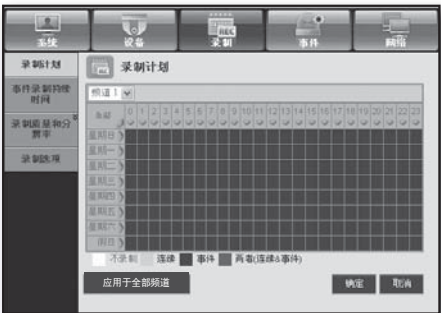 系统 设备 录制 事件 网络
录制计划
事件录制持续
时间
录制质量和分
辨率
录制选项
录制计划
频道 1
全部 0 1 2 3 4 5 6 7 8 9 10 11 12 13 14 15 16 17 18 19 20 21 22 23
星期日
星期一
星期二
星期三
星期四
星期五
星期六
假日
不录制 连续 事件 两者(连续&事件)
应用于全部频道 确定 取消